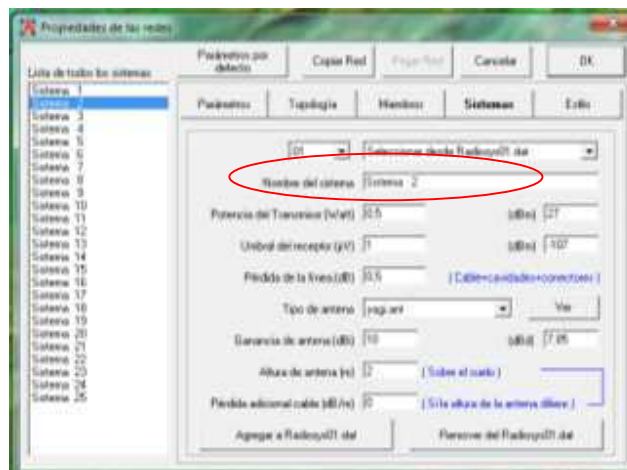 Propiedades de las redes
Parámetros por defecto
Copiar Red
Pegar Red
Cancelar
OK
Lista de todos los sistemas
Parámetros
Topología
Miembros
Sistemas
Estilo
Sistema 1
Sistema 2
Sistema 3
Sistema 4
Sistema 5
Sistema 6
Sistema 7
Sistema 8
Sistema 9
Sistema 10
Sistema 11
Sistema 12
Sistema 13
Sistema 14
Sistema 15
Sistema 16
Sistema 17
Sistema 18
Sistema 19
Sistema 20
Sistema 21
Sistema 22
Sistema 23
Sistema 24
Sistema 25
01
Seleccionar desde Radiosys01.dat
Nombre del sistema Sistema 2
Potencia del Transmisor (Watt) 0.5 (dBm) 27
Umbral del receptor (µV) 1 (dBm) -107
Pérdida de la línea (dB) 0.5 ( Cable+cavidades+conectores )
Tipo de antena yagi.ant Ver
Ganancia de antena (dBi) 10 (dBd) 7.85
Altura de antena (m) 2 ( Sobre el suelo )
Pérdida adicional cable (dB/m) 0 ( Si la altura de la antena difiere )
Agregar a Radiosys01.dat
Remover del Radiosys01.dat